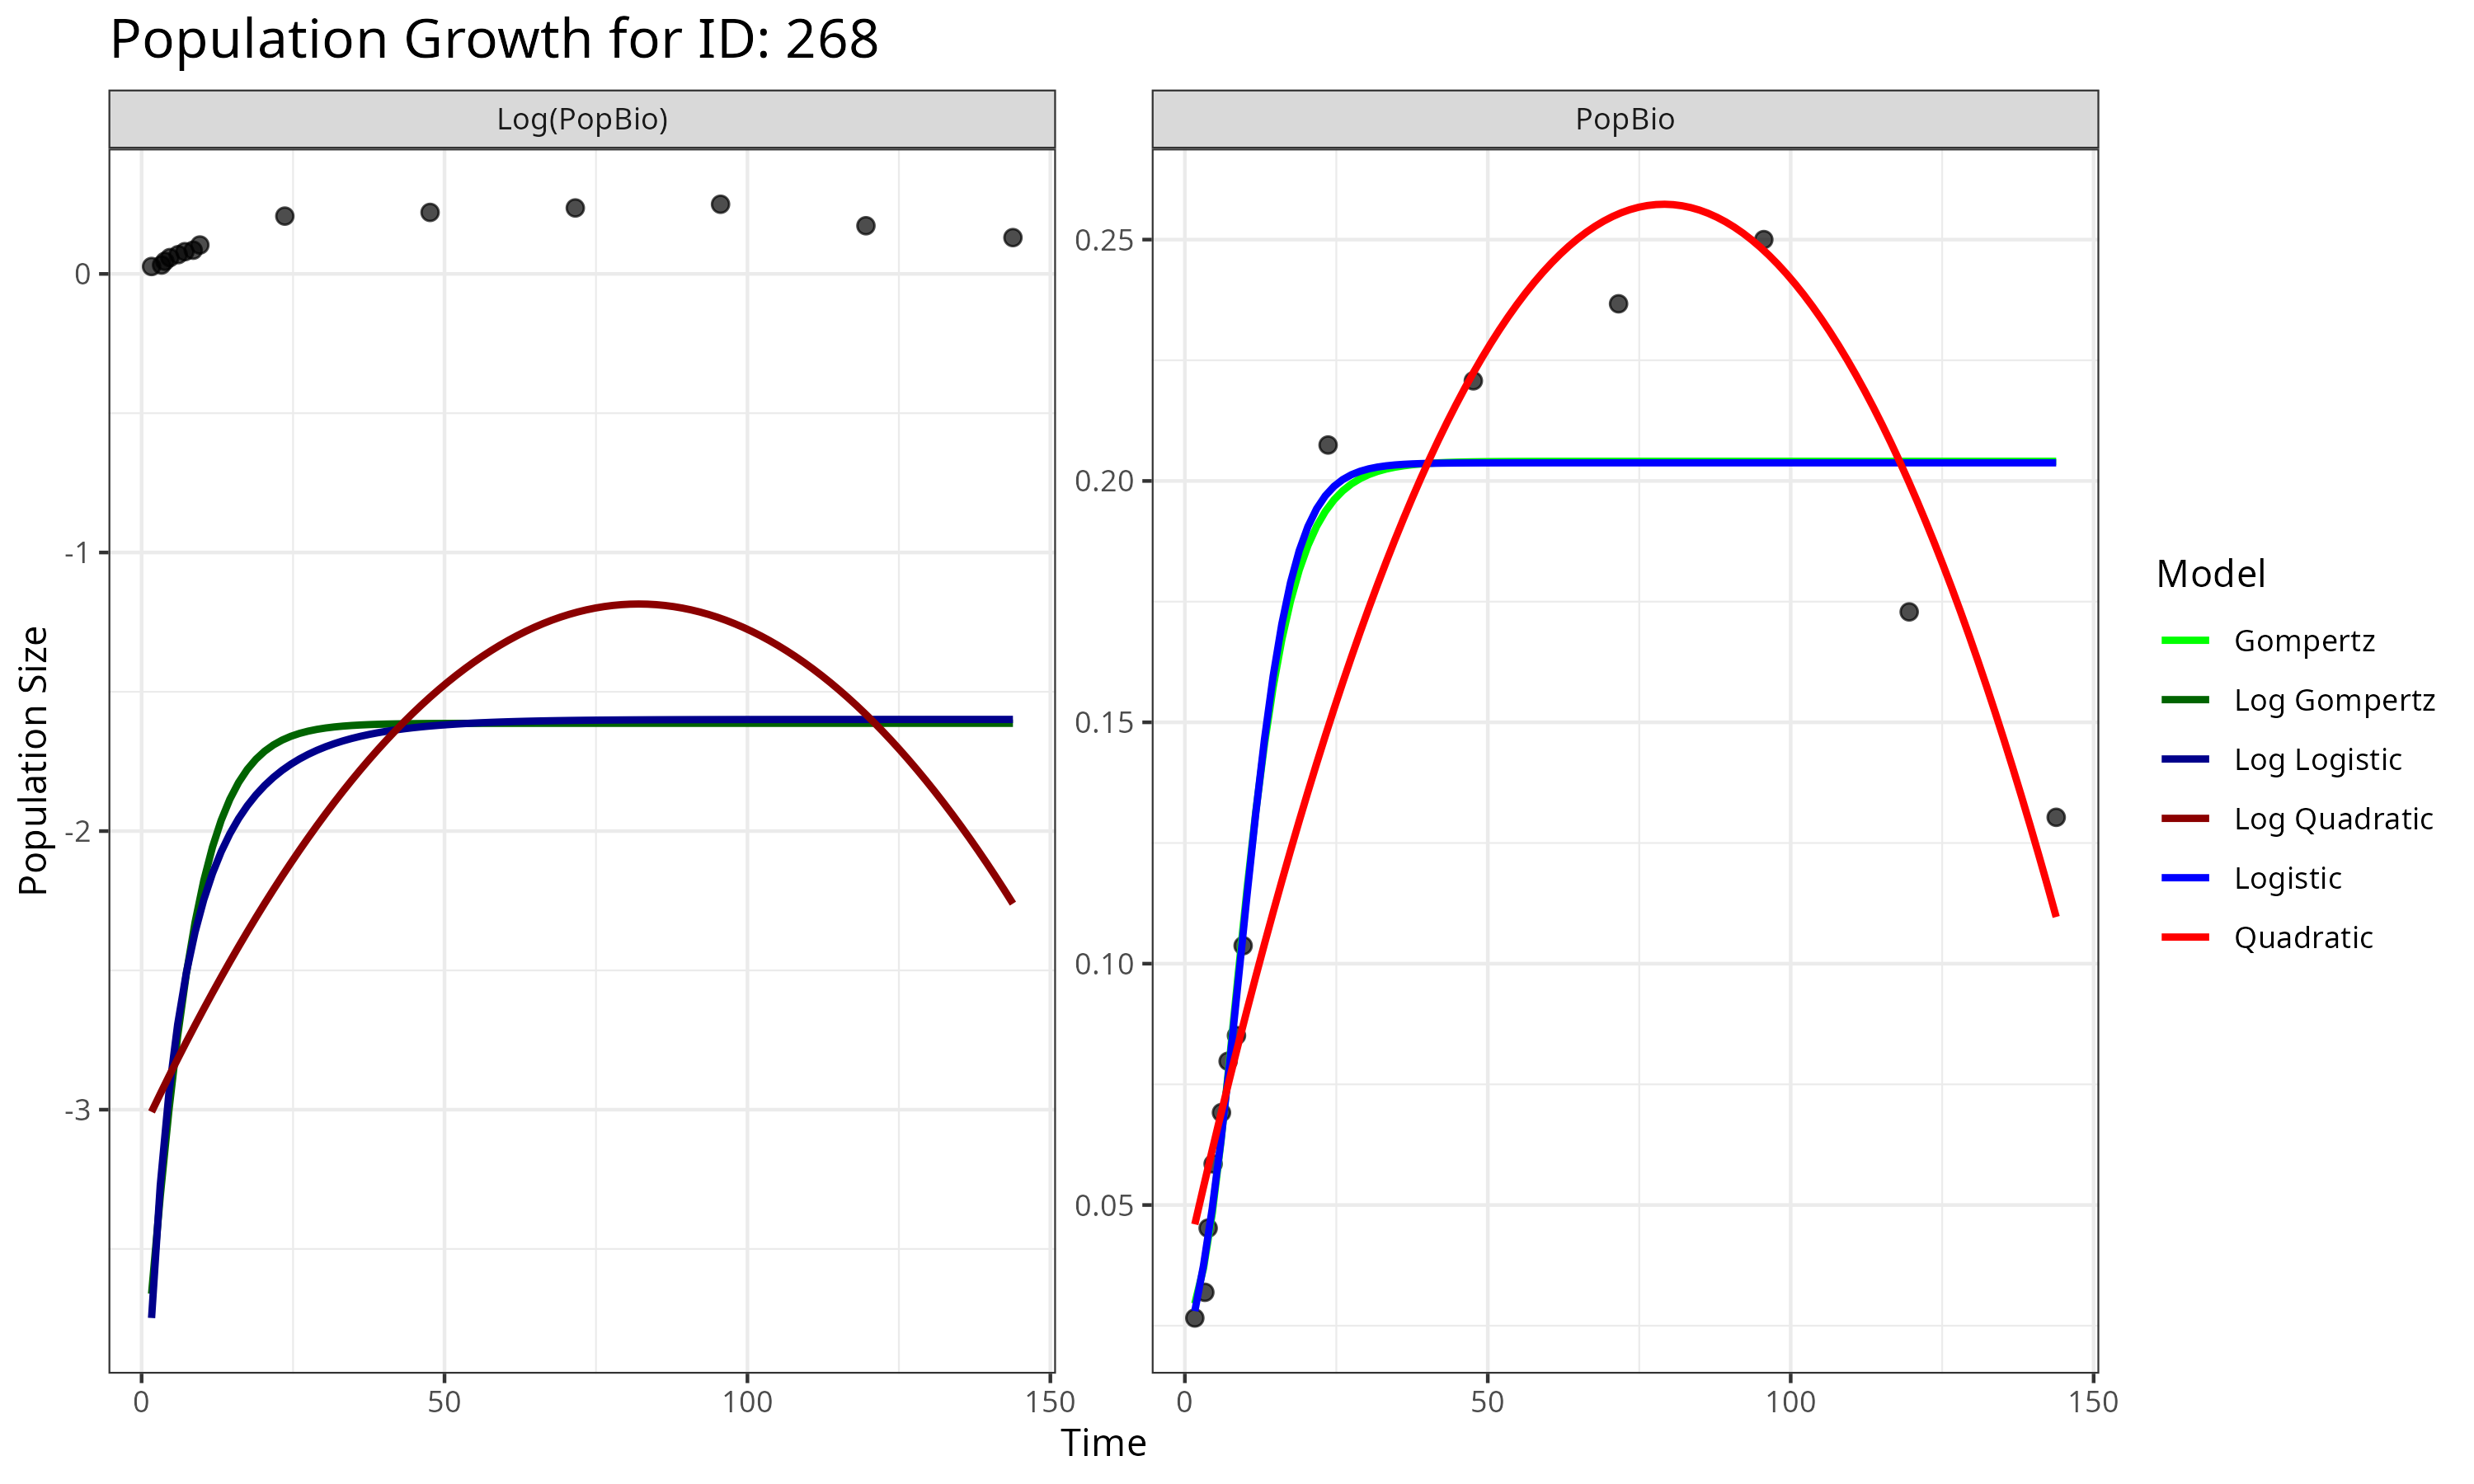 Population Growth for ID: 268
Log(PopBio)
PopBio
Population Size
0
-1
-2
-3
0.25
0.20
0.15
0.10
0.05
0
50
100
150
0
50
100
150
Time
Model
Gompertz
Log Gompertz
Log Logistic
Log Quadratic
Logistic
Quadratic